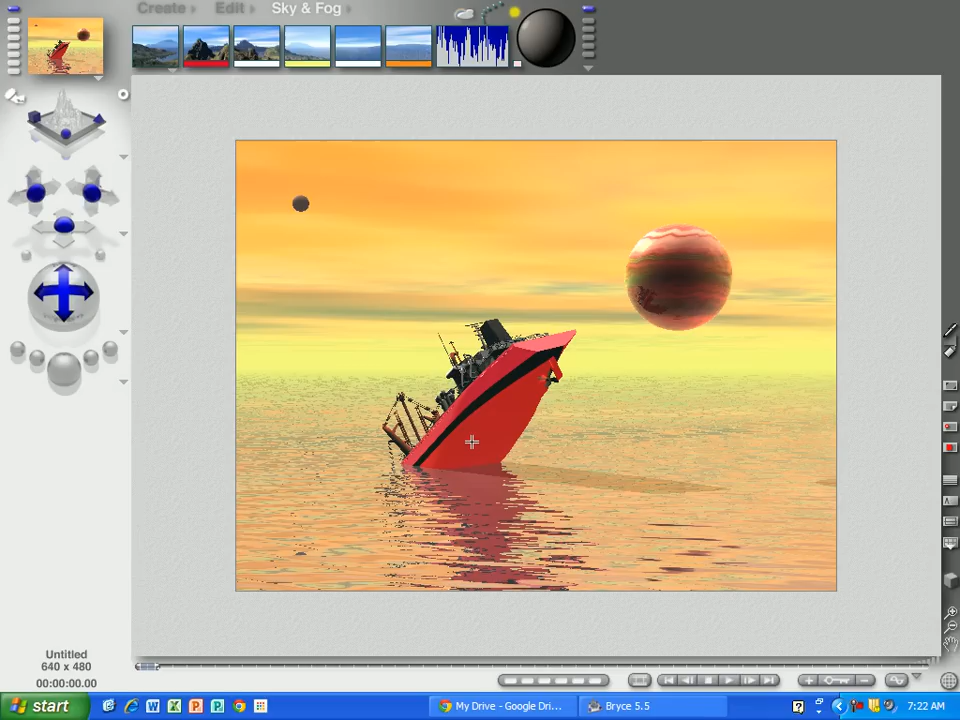 Create Edit Sky & Fog
Untitled
640 x 480
00:00:00.00
start
My Drive - Google Dri...
Bryce 5.5
7:22 AM